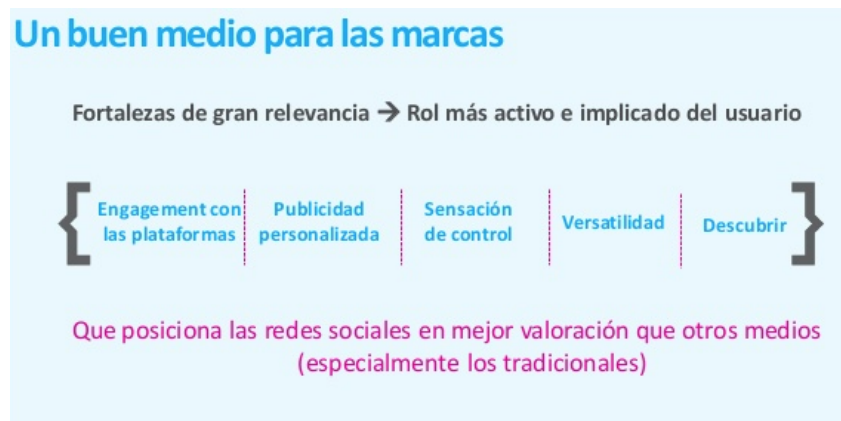 Un buen medio para las marcas
Fortalezas de gran relevancia → Rol más activo e implicado del usuario
Engagement con
las plataformas
Publicidad
personalizada
Sensación
de control
Versatilidad
Descubrir
Que posiciona las redes sociales en mejor valoración que otros medios
(especialmente los tradicionales)